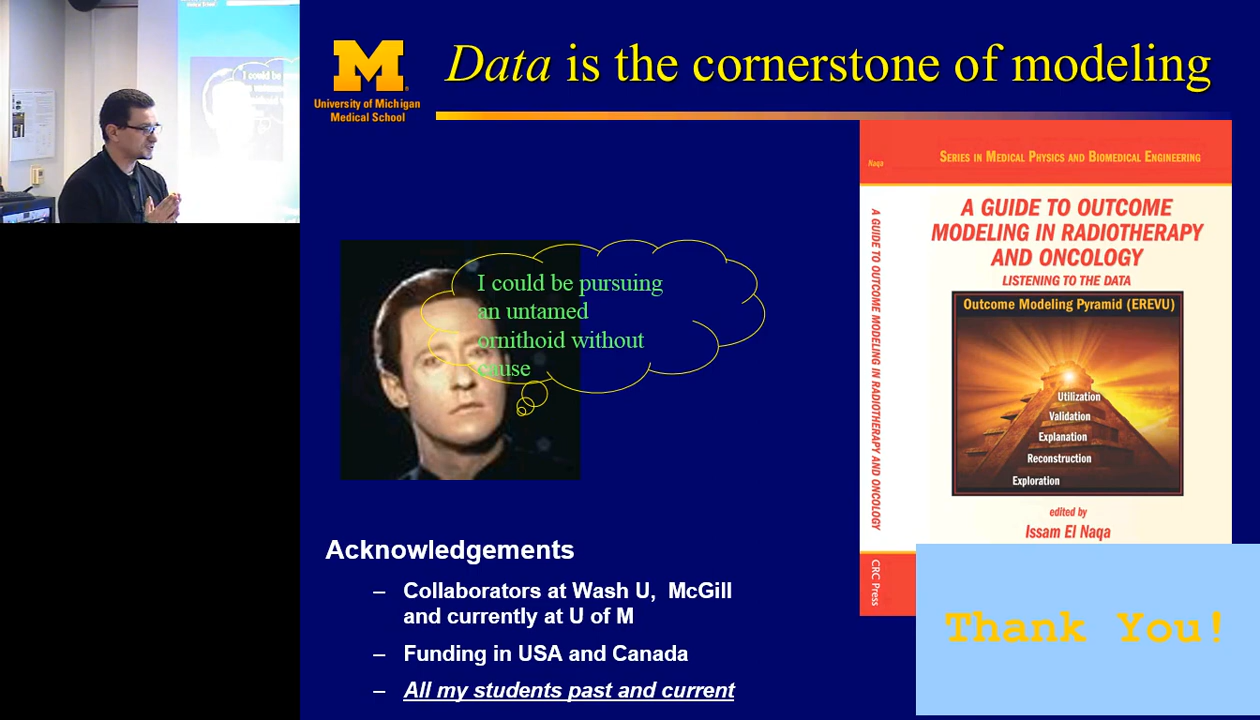 Data is the cornerstone of modeling
M
University of Michigan
Medical School
I could be
I could be pursuing
an untamed
ornithoid without
cause
Acknowledgements
– Collaborators at Wash U, McGill
and currently at U of M
– Funding in USA and Canada
– All my students past and current
Naqa
A GUIDE TO OUTCOME MODELING IN RADIOTHERAPY AND ONCOLOGY
CRC Press
SERIES IN MEDICAL PHYSICS AND BIOMEDICAL ENGINEERING
A GUIDE TO OUTCOME
MODELING IN RADIOTHERAPY
AND ONCOLOGY
LISTENING TO THE DATA
Outcome Modeling Pyramid (EREVU)
Utilization
Validation
Explanation
Reconstruction
Exploration
edited by
Issam El Naqa
Thank You!